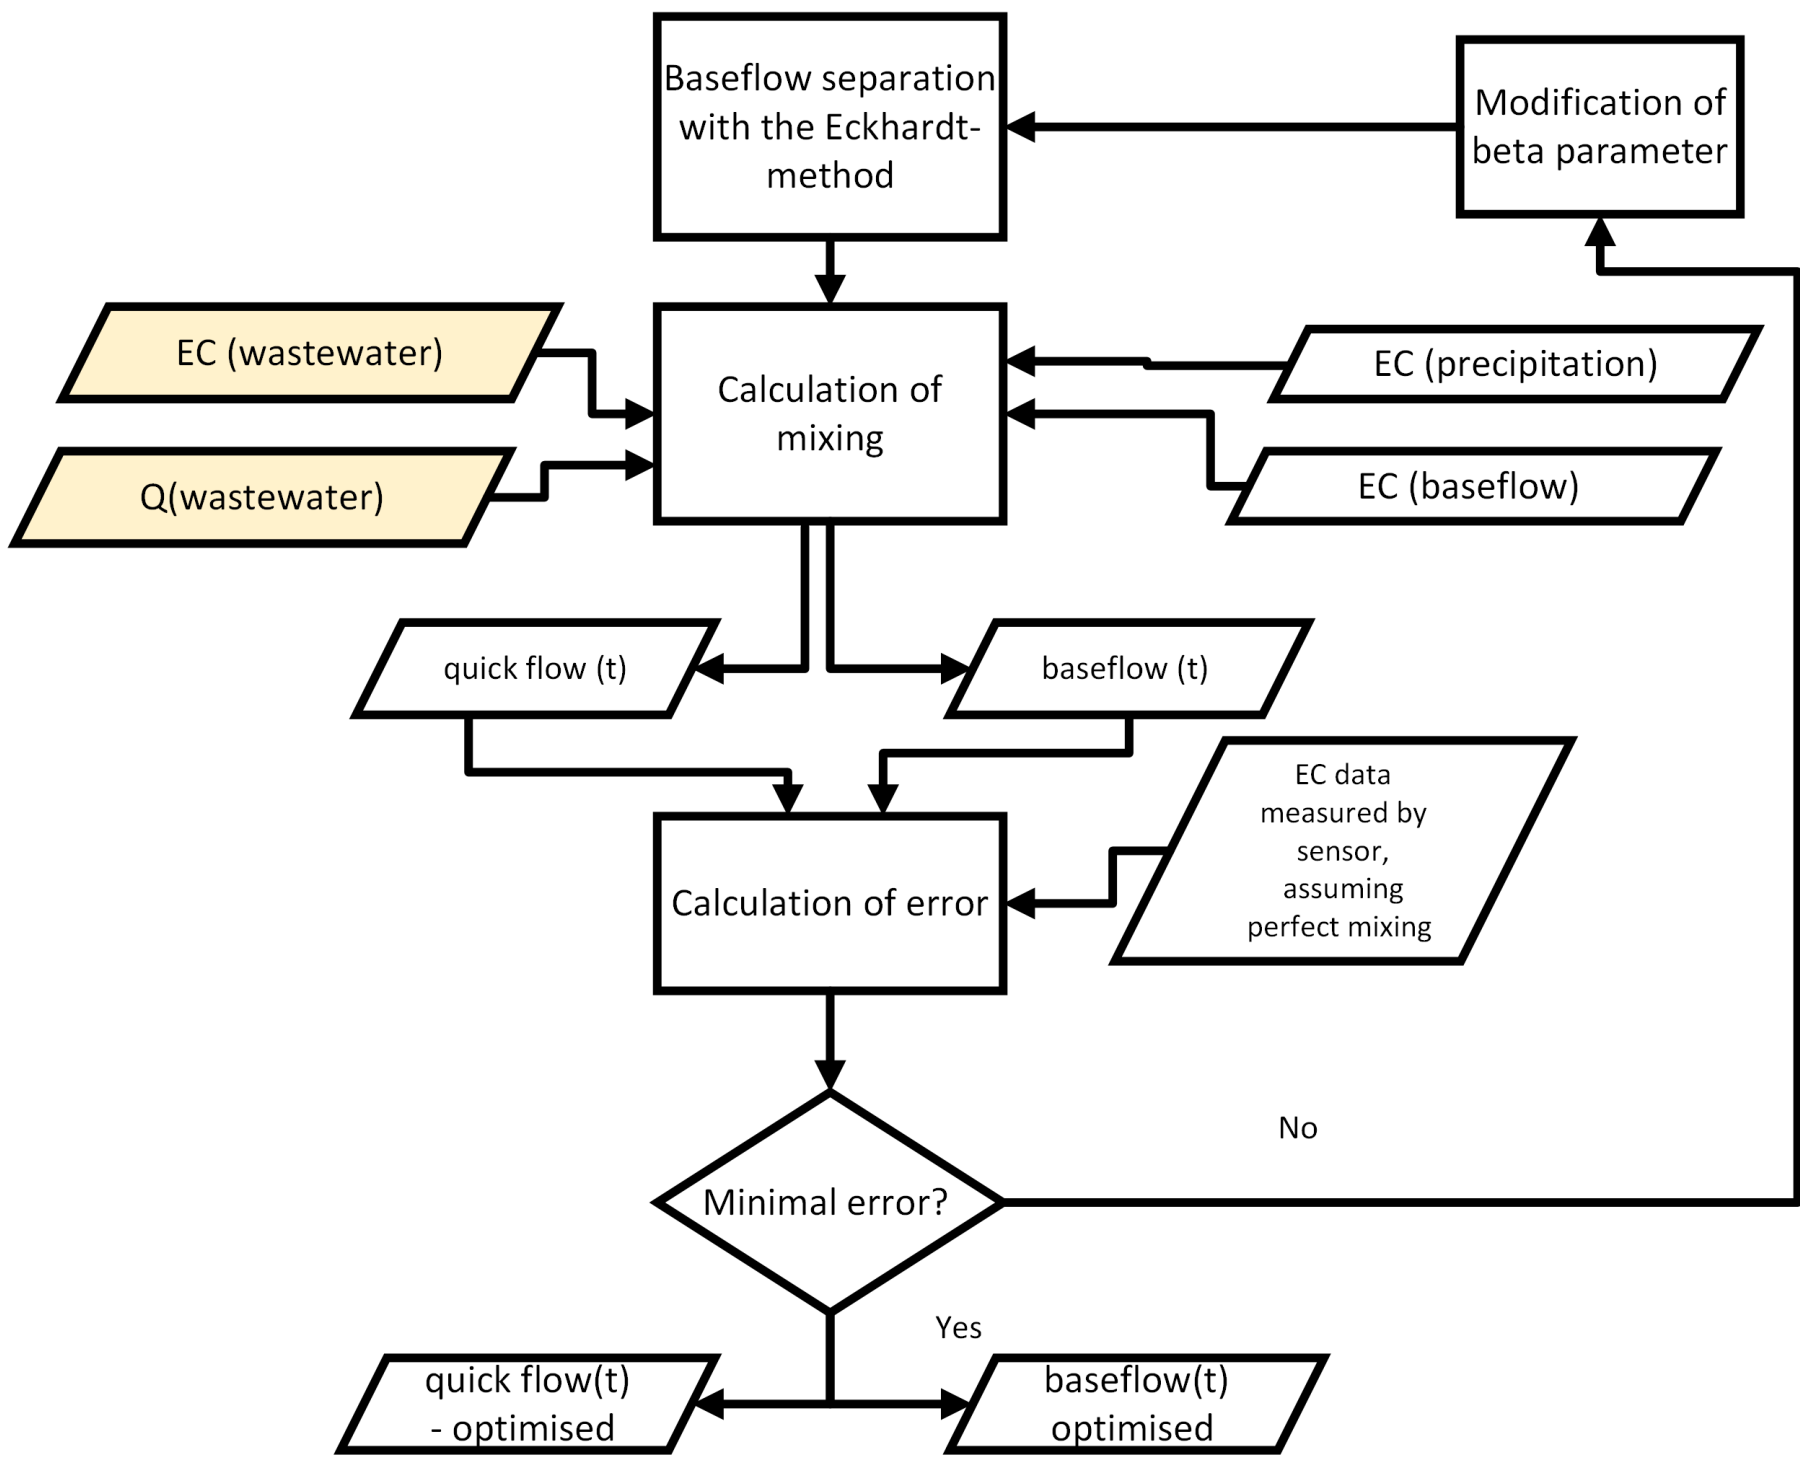 Baseflow separation
with the Eckhardt-
method
Modification of
beta parameter
EC (wastewater)
Q(wastewater)
Calculation of
mixing
EC (precipitation)
EC (baseflow)
quick flow (t)
baseflow (t)
EC data
measured by
sensor,
assuming
perfect mixing
Calculation of error
No
Minimal error?
Yes
quick flow(t)
- optimised
baseflow(t)
optimised